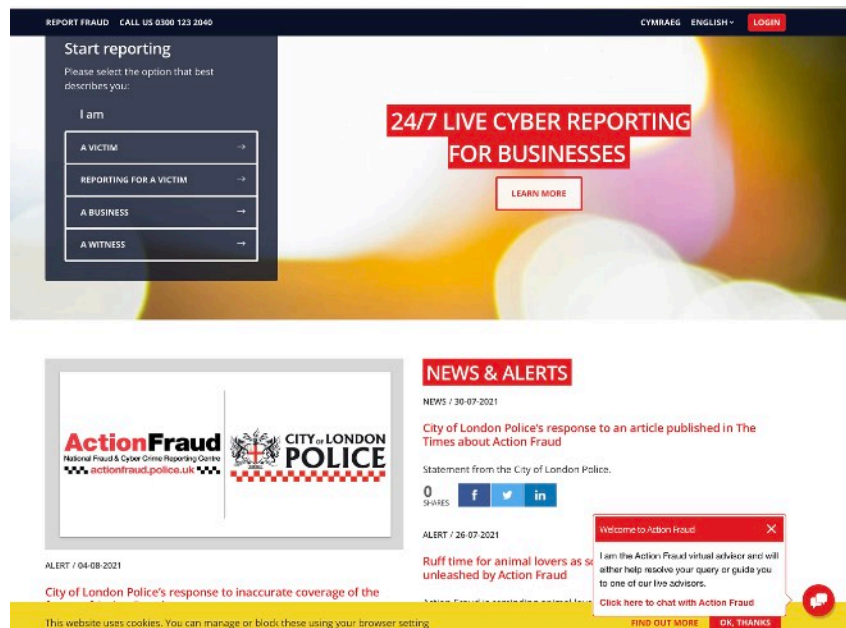 REPORT FRAUD CALL US 0300 123 2040
CYMRAEG ENGLISH LOGIN
Start reporting
Please select the option that best
describes you:
I am
A VICTIM
REPORTING FOR A VICTIM
A BUSINESS
A WITNESS
24/7 LIVE CYBER REPORTING
FOR BUSINESSES
LEARN MORE
ActionFraud
National Fraud & Cyber Crime Reporting Centre
actionfraud.police.uk
CITY OF LONDON
POLICE
ALERT / 04-08-2021
City of London Police's response to inaccurate coverage of the
NEWS & ALERTS
NEWS / 30-07-2021
City of London Police's response to an article published in The
Times about Action Fraud
Statement from the City of London Police.
0
SHARES
f
in
ALERT / 26-07-2021
Ruff time for animal lovers as
unleashed by Action Fraud
Welcome to Action Fraud
I am the Action Fraud virtual advisor and will
either help resolve your query or guide you
to one of our live advisors.
Click here to chat with Action Fraud
This website uses cookies. You can manage or block these using your browser setting
FIND OUT MORE OK, THANKS